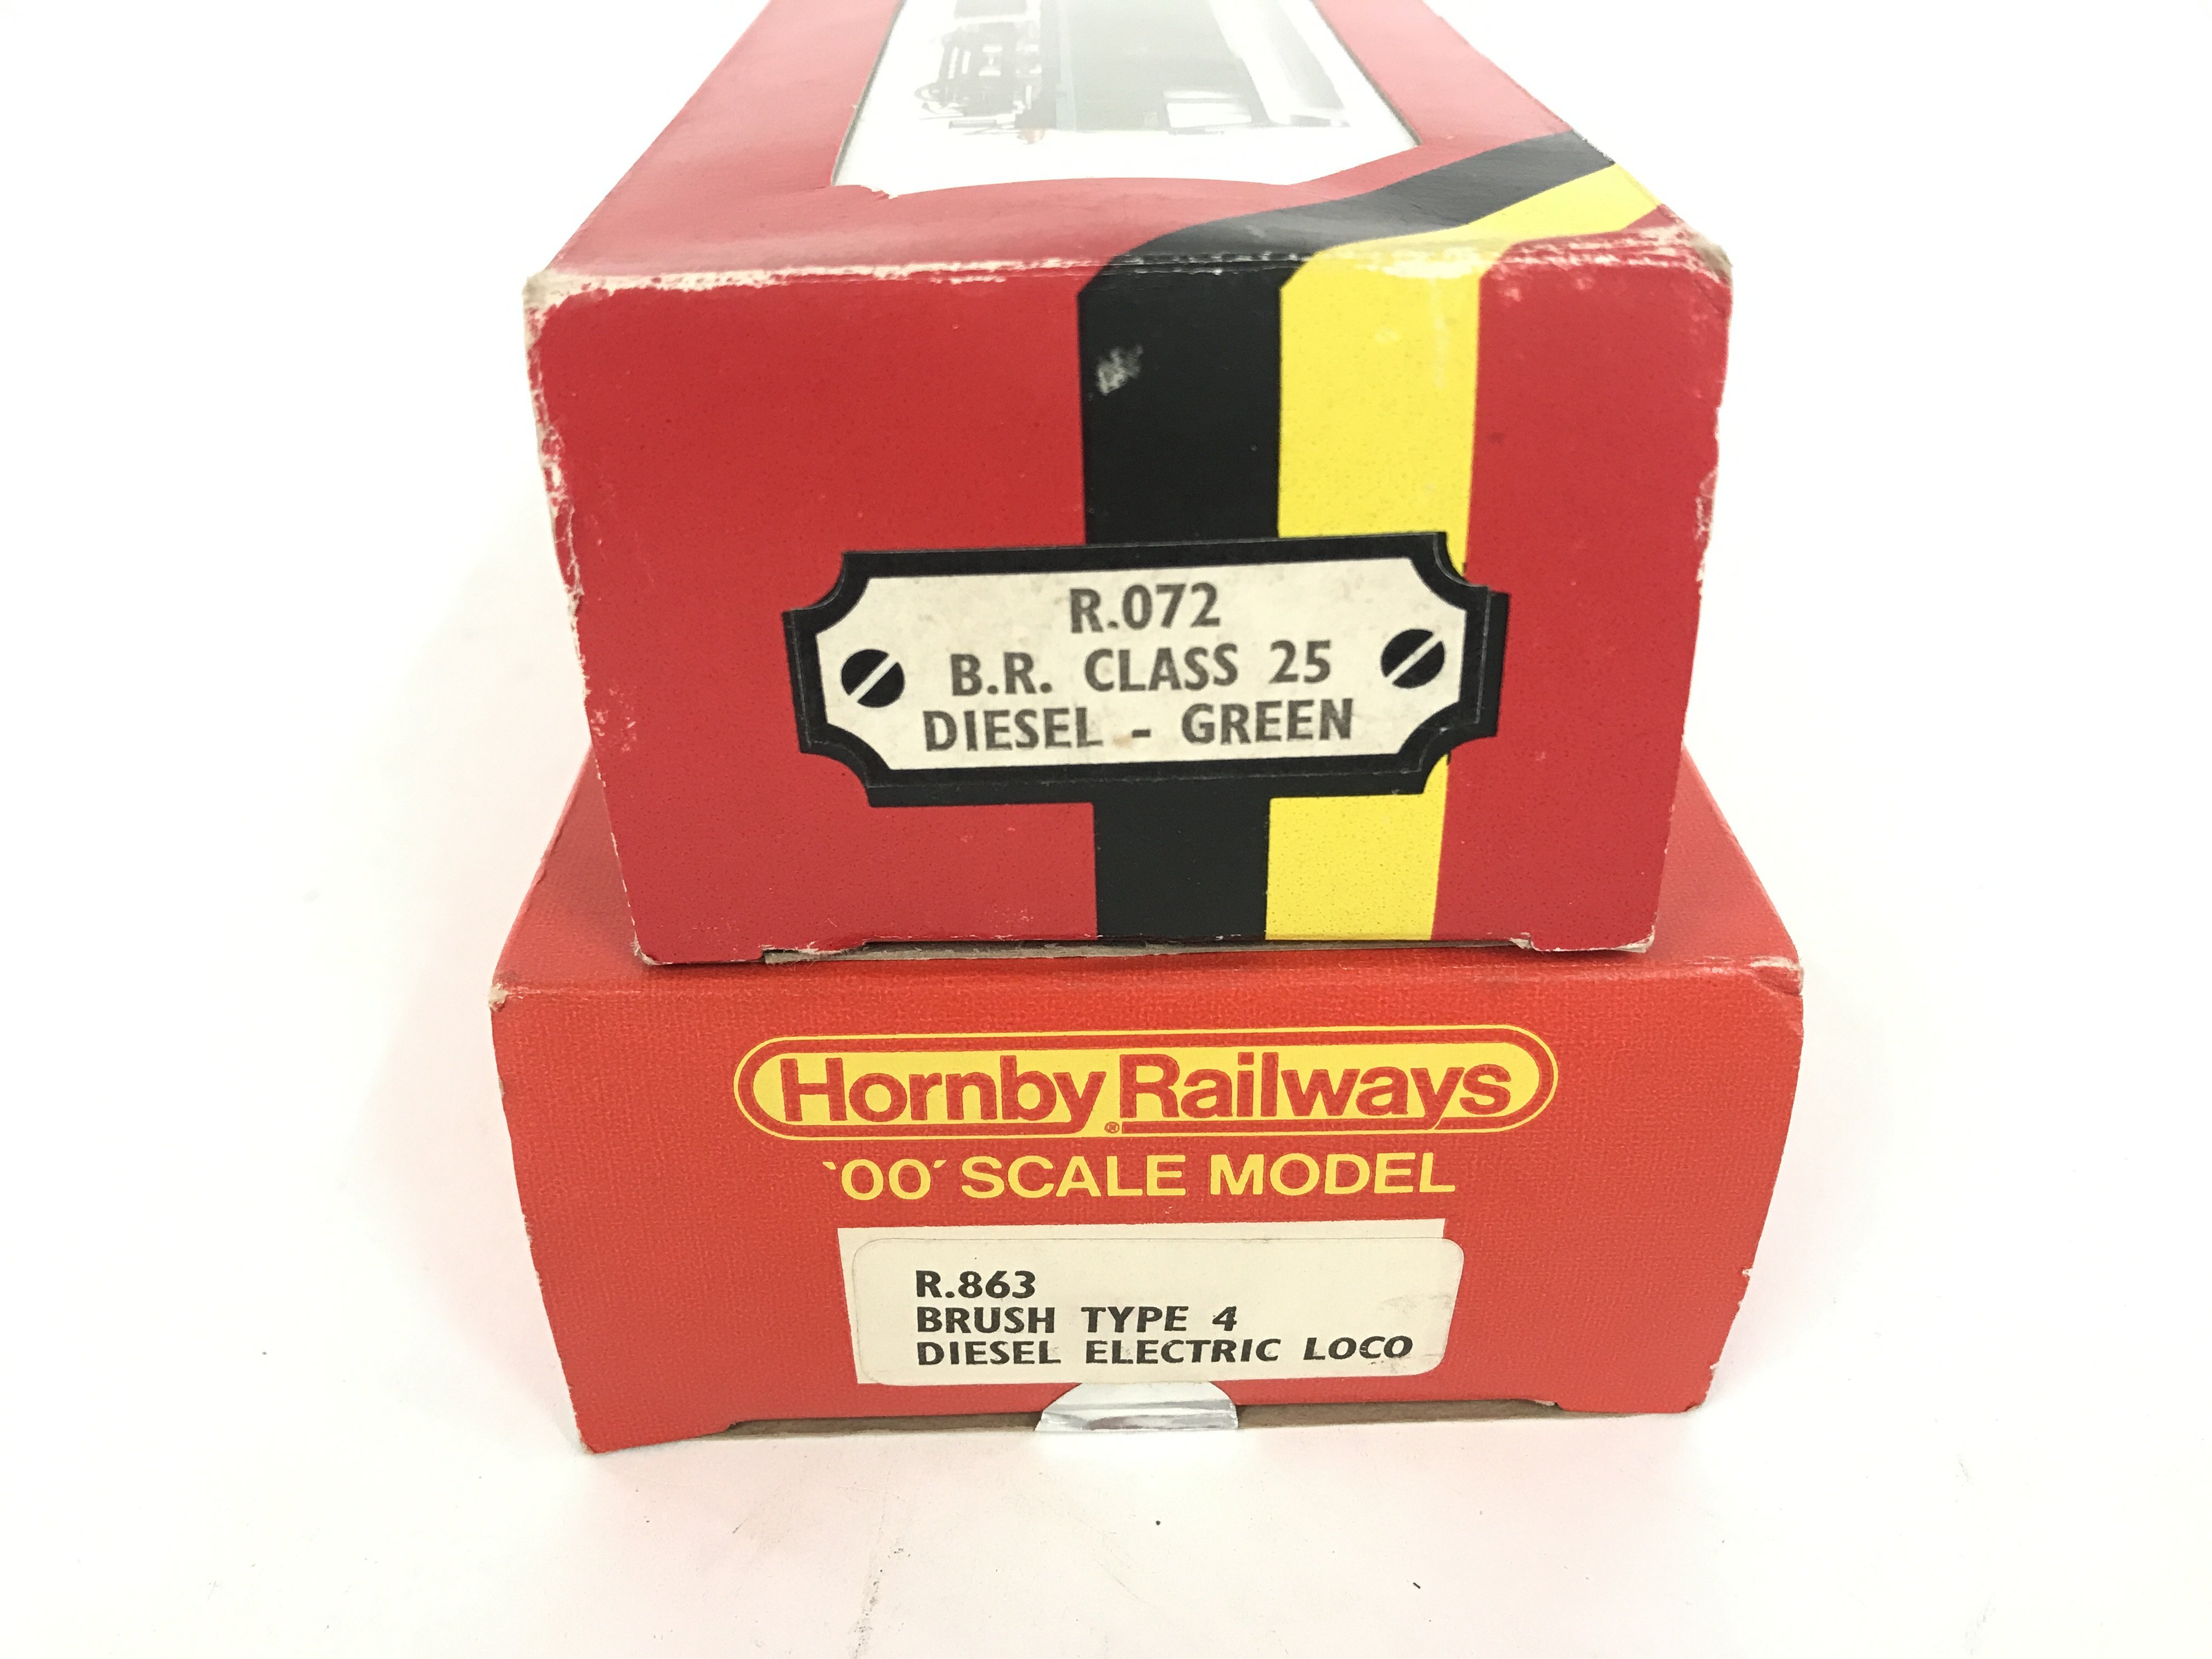 R.072
B.R. CLASS 25
DIESEL - GREEN
Hornby Railways ®
'00' SCALE MODEL
R.863
BRUSH TYPE 4
DIESEL ELECTRIC LOCO